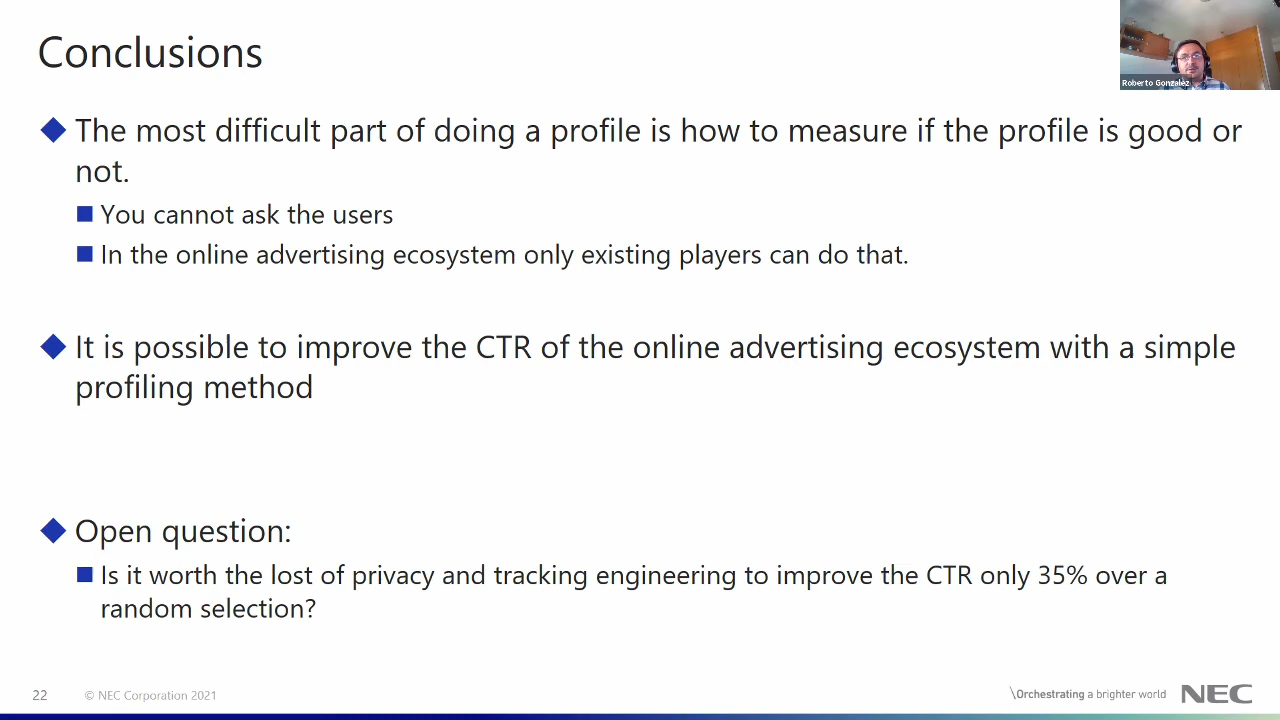 Conclusions
Roberto Gonzalez
The most difficult part of doing a profile is how to measure if the profile is good or
not.
You cannot ask the users
In the online advertising ecosystem only existing players can do that.
It is possible to improve the CTR of the online advertising ecosystem with a simple
profiling method
Open question:
Is it worth the lost of privacy and tracking engineering to improve the CTR only 35% over a
random selection?
22 © NEC Corporation 2021
\Orchestrating a brighter world NEC